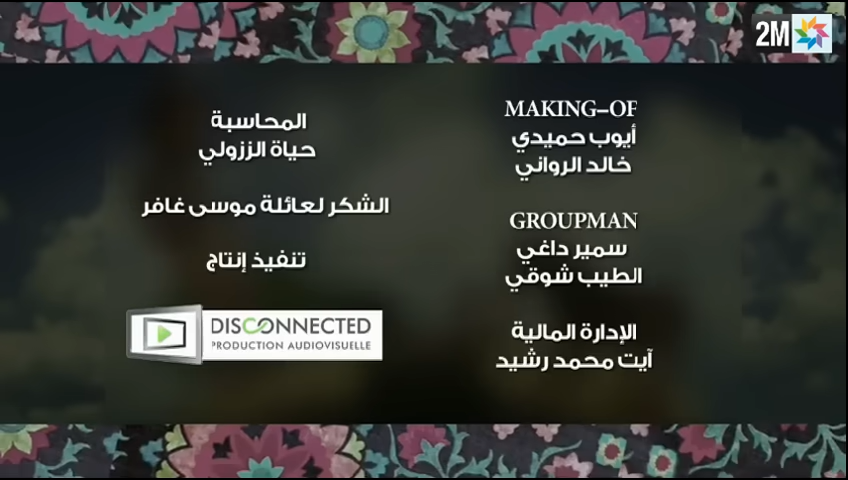 2M
MAKING-OF
أيوب حميدي
خالد الرواني
GROUPMAN
سمير داغي
الطيب شوقي
الإدارة المالية
آيت محمد رشيد
المحاسبة
حياة الززولي
الشكر لعائلة موسى غافر
تنفيذ إنتاج
DISCONNECTED
PRODUCTION AUDIOVISUELLE